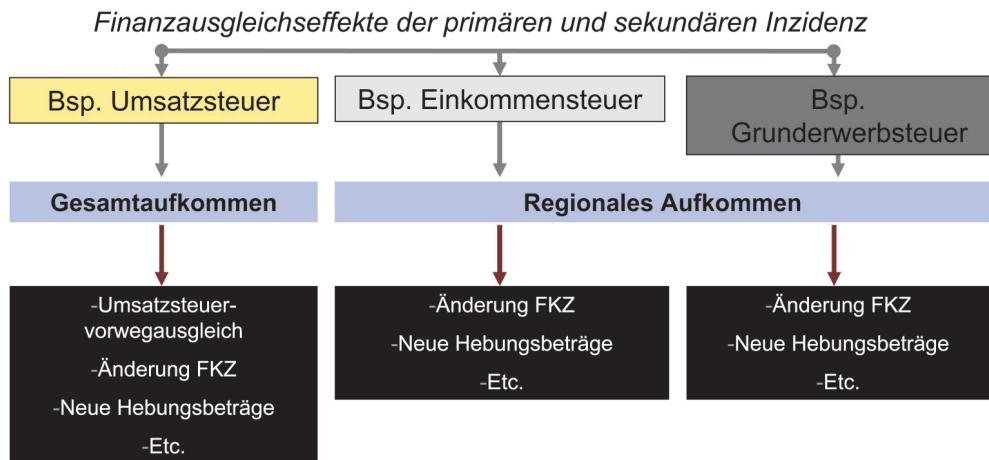 Finanzausgleichseffekte der primären und sekundären Inzidenz
Bsp. Umsatzsteuer
Bsp. Einkommensteuer
Bsp.
Grunderwerbsteuer
Gesamtaufkommen
Regionales Aufkommen
-Umsatzsteuer-
vorwegausgleich
-Änderung FKZ
-Neue Hebungsbeträge
-Etc.
-Änderung FKZ
-Neue Hebungsbeträge
-Etc.
-Änderung FKZ
-Neue Hebungsbeträge
-Etc.